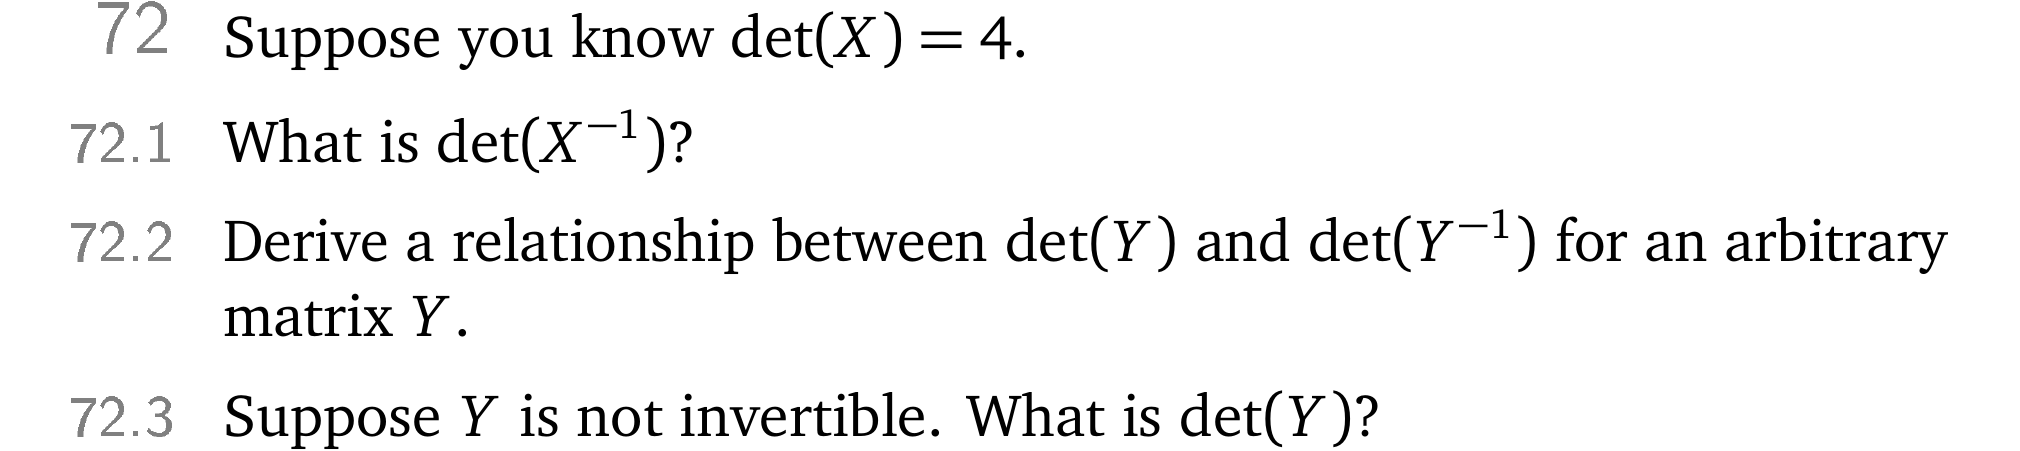 72 Suppose you know det(X) = 4.
72.1 What is det(X⁻¹)?
72.2 Derive a relationship between det(Y) and det(Y⁻¹) for an arbitrary
matrix Y.
72.3 Suppose Y is not invertible. What is det(Y)?